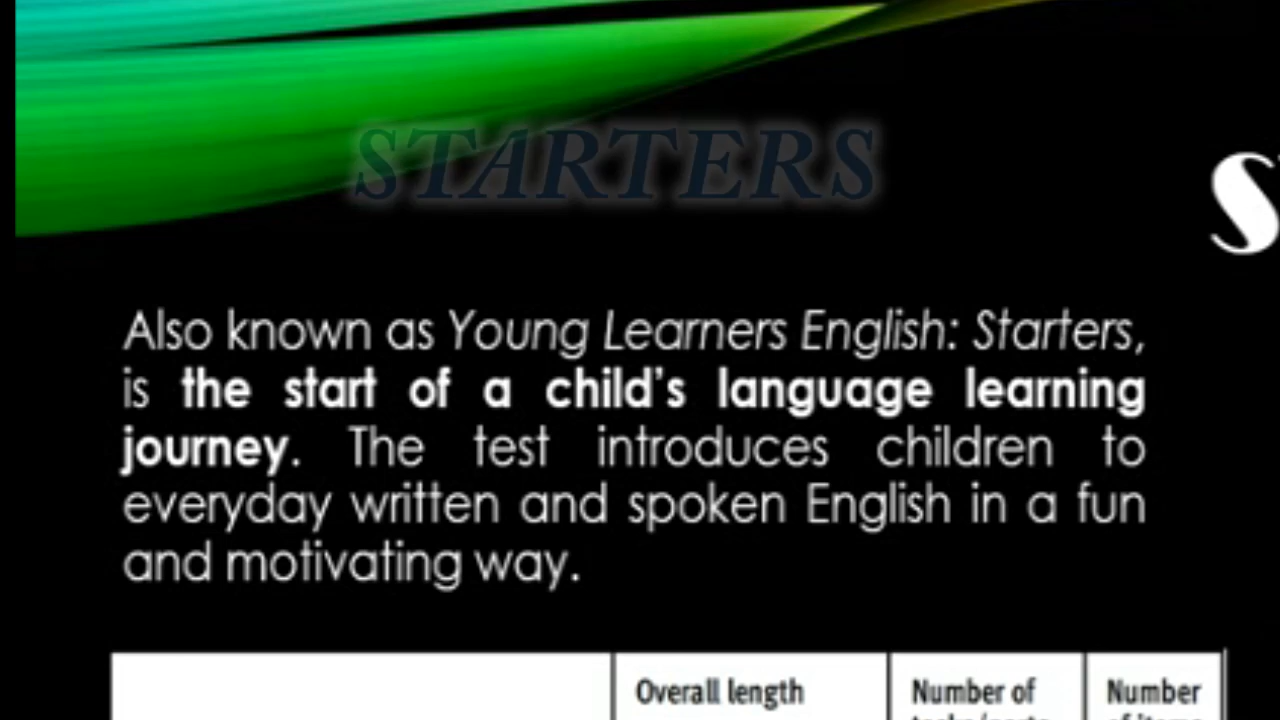 STARTERS
S
Also known as Young Learners English: Starters,
is the start of a child's language learning
journey. The test introduces children to
everyday written and spoken English in a fun
and motivating way.
Overall length
Number of
Number